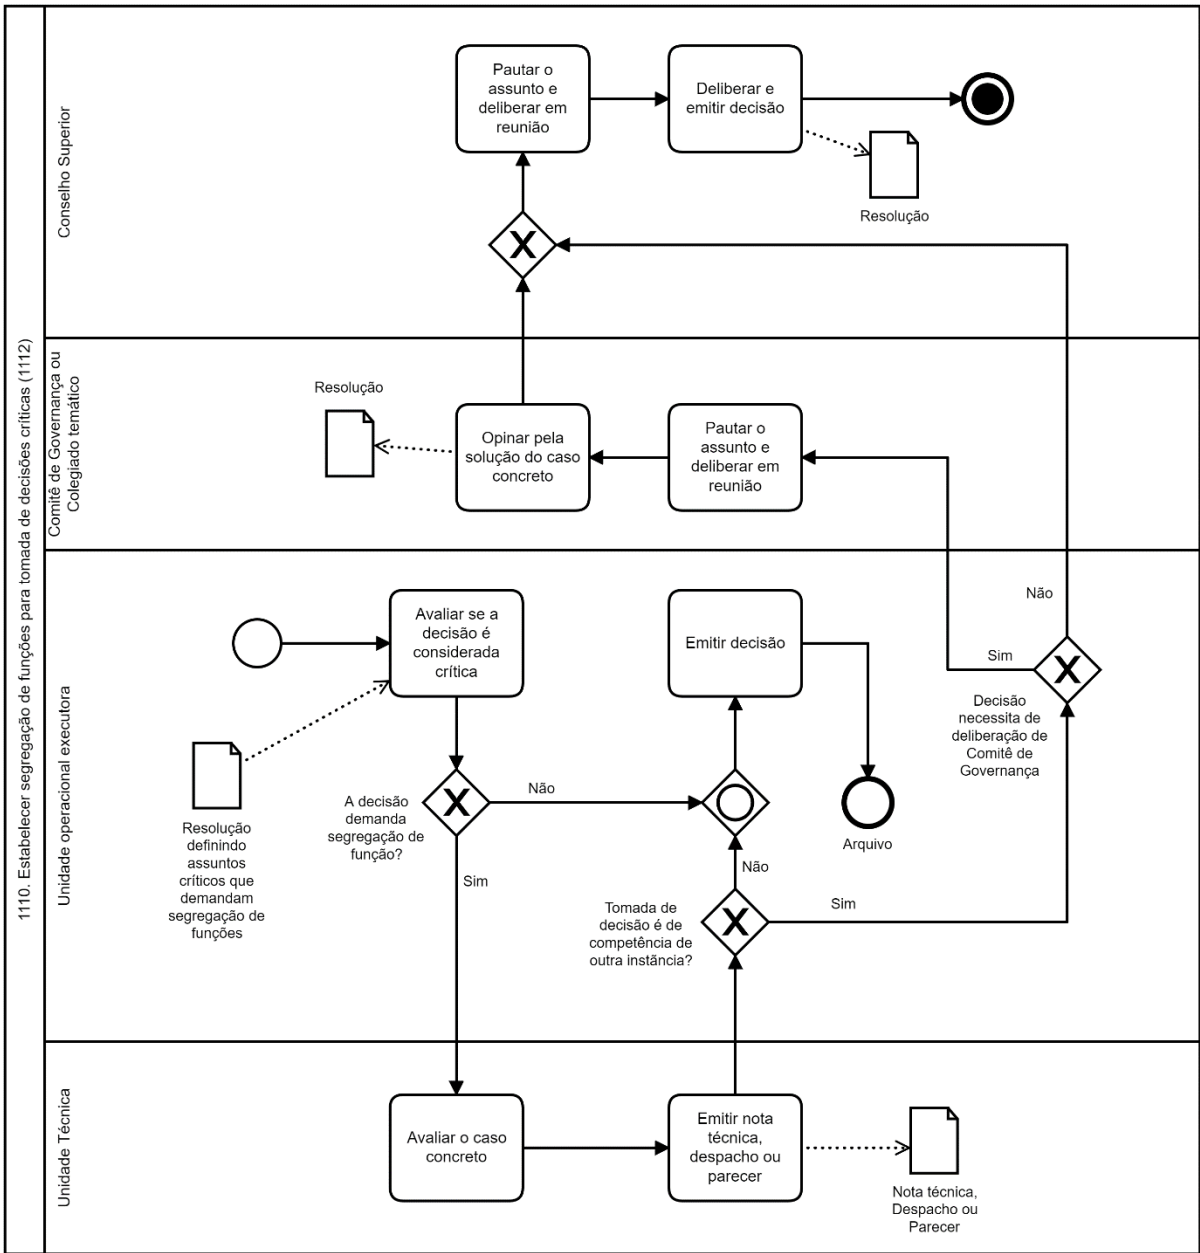 1110. Estabelecer segregação de funções para tomada de decisões críticas (1112)
Conselho Superior
Pautar o
assunto e
deliberar em
reunião
Deliberar e
emitir decisão
Resolução
Comitê de Governança ou
Colegiado temático
Resolução
Opinar pela
solução do caso
concreto
Pautar o
assunto e
deliberar em
reunião
Unidade operacional executora
Avaliar se a
decisão é
considerada
crítica
Emitir decisão
Não
Sim
Decisão
necessita de
deliberação de
Comitê de
Governança
Resolução
definindo
assuntos
críticos que
demandam
segregação de
funções
A decisão
demanda
segregação de
função?
Não
Sim
Arquivo
Não
Tomada de
decisão é de
competência de
outra instância?
Sim
Unidade Técnica
Avaliar o caso
concreto
Emitir nota
técnica,
despacho ou
parecer
Nota técnica,
Despacho ou
Parecer